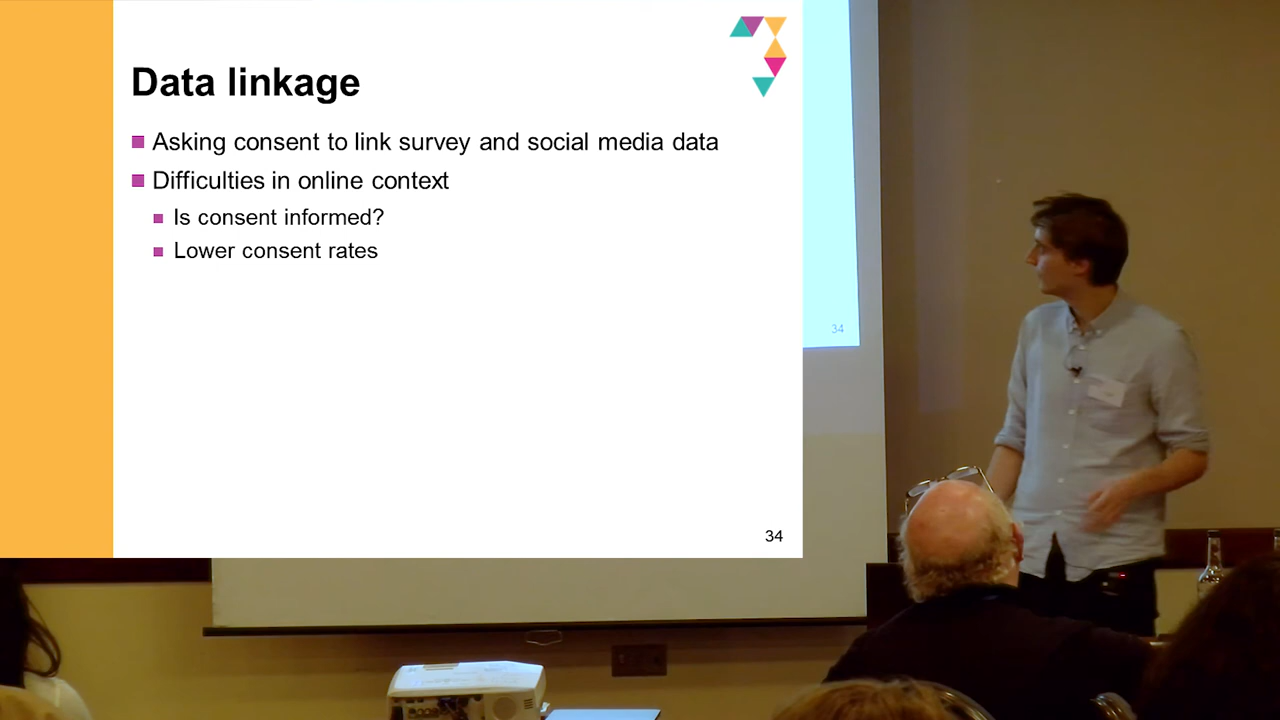 Data linkage
Asking consent to link survey and social media data
Difficulties in online context
Is consent informed?
Lower consent rates
34
34